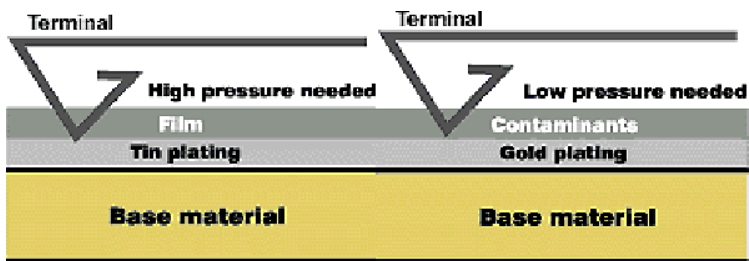 Terminal
High pressure needed
Film
Tin plating
Base material
Terminal
Low pressure needed
Contaminants
Gold plating
Base material